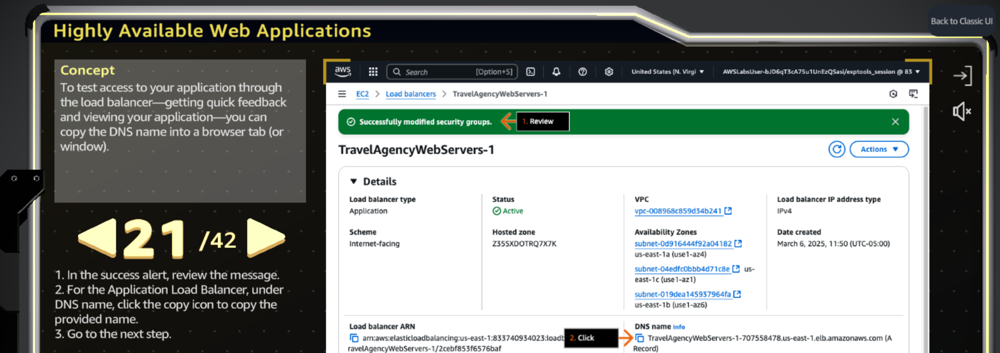 Back to Classic UI
Highly Available Web Applications
Concept
To test access to your application through
the load balancer—getting quick feedback
and viewing your application—you can
copy the DNS name into a browser tab (or
window).
21 /42
1. In the success alert, review the message.
2. For the Application Load Balancer, under
DNS name, click the copy icon to copy the
provided name.
3. Go to the next step.
aws
Search [Option+S]
United States (N. Virgi
AWSLabsUser-bJD6qT3cA75u1UnEzQSasi/exptools_session @ 83
EC2 > Load balancers > TravelAgencyWebServers-1
Successfully modified security groups.
1. Review
TravelAgencyWebServers-1
Actions
Details
Load balancer type
Application
Status
Active
VPC
vpc-008968c859d34b241
Load balancer IP address type
IPv4
Scheme
Internet-facing
Hosted zone
Z35SXDOTRQ7X7K
Availability Zones
subnet-0d916444f92a04182
us-east-1a (use1-az4)
subnet-04edfc0bbb4d71c8e us-
east-1c (use1-az1)
subnet-019dea145937964fa
us-east-1b (use1-az6)
Date created
March 6, 2025, 11:50 (UTC-05:00)
Load balancer ARN
arn:aws:elasticloadbalancing:us-east-1:833740934023:loadb
ravelAgencyWebServers-1/2cebf853f6576baf
2. Click
DNS name Info
TravelAgencyWebServers-1-707558478.us-east-1.elb.amazonaws.com (A
Record)